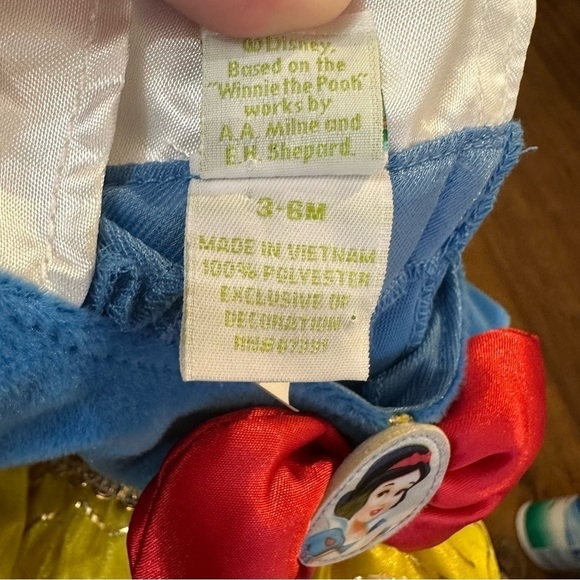 ©Disney.
Based on the
"Winnie the Pooh"
works by
A.A. Milne and
E.H. Shepard.
3-6M
MADE IN VIETNAM
100% POLYESTER
EXCLUSIVE OF
DECORATION